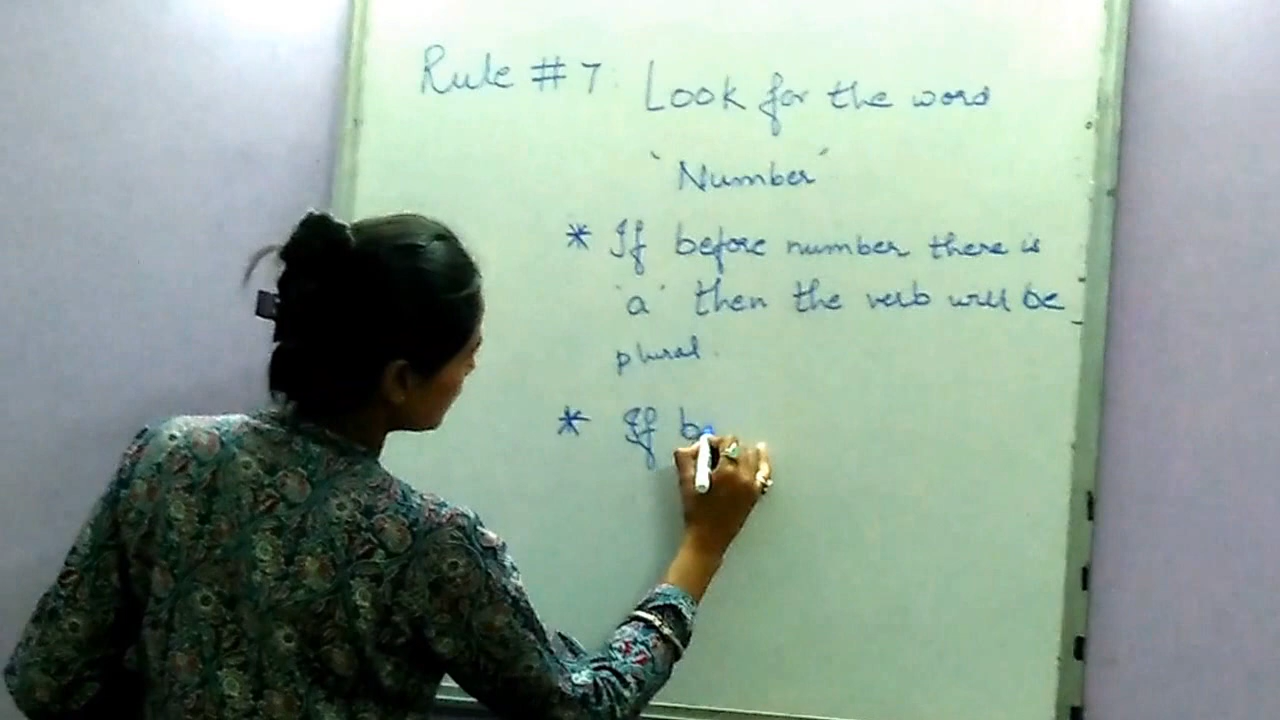 Rule #7: Look for the word
"Number"
* If before number there is
'a' then the verb will be
plural.
* If be